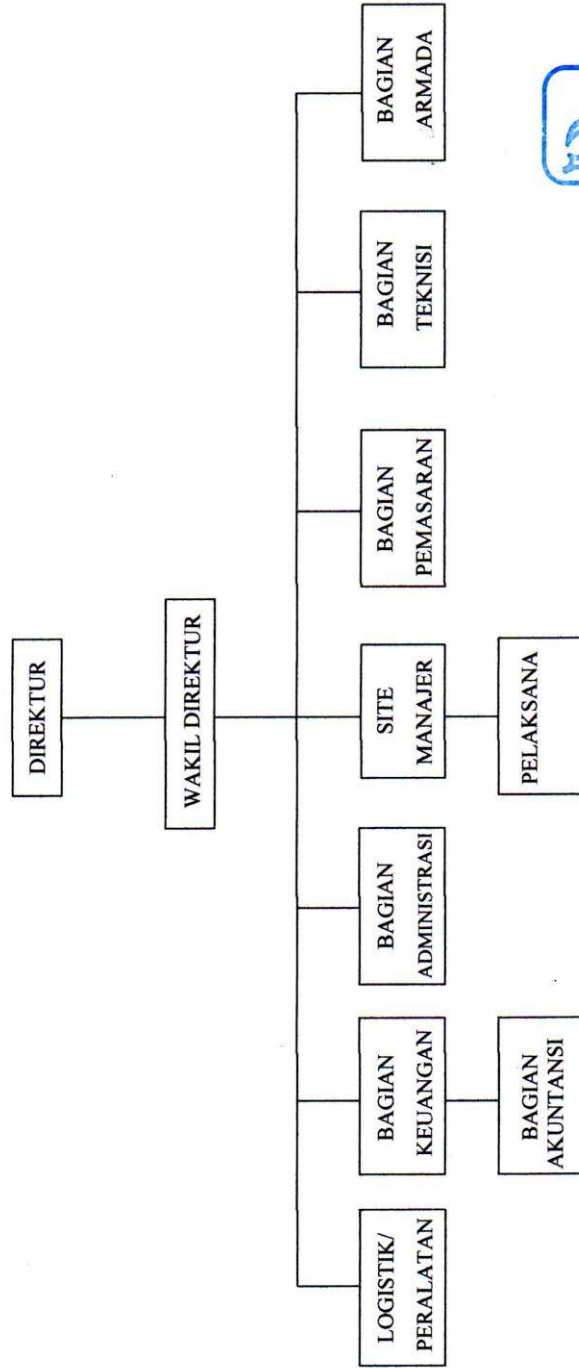 DIREKTUR
WAKIL DIREKTUR
LOGISTIK/
PERALATAN
BAGIAN
KEUANGAN
BAGIAN
ADMINISTRASI
SITE
MANAJER
BAGIAN
PEMASARAN
BAGIAN
TEKNISI
BAGIAN
ARMADA
BAGIAN
AKUNTANSI
PELAKSANA